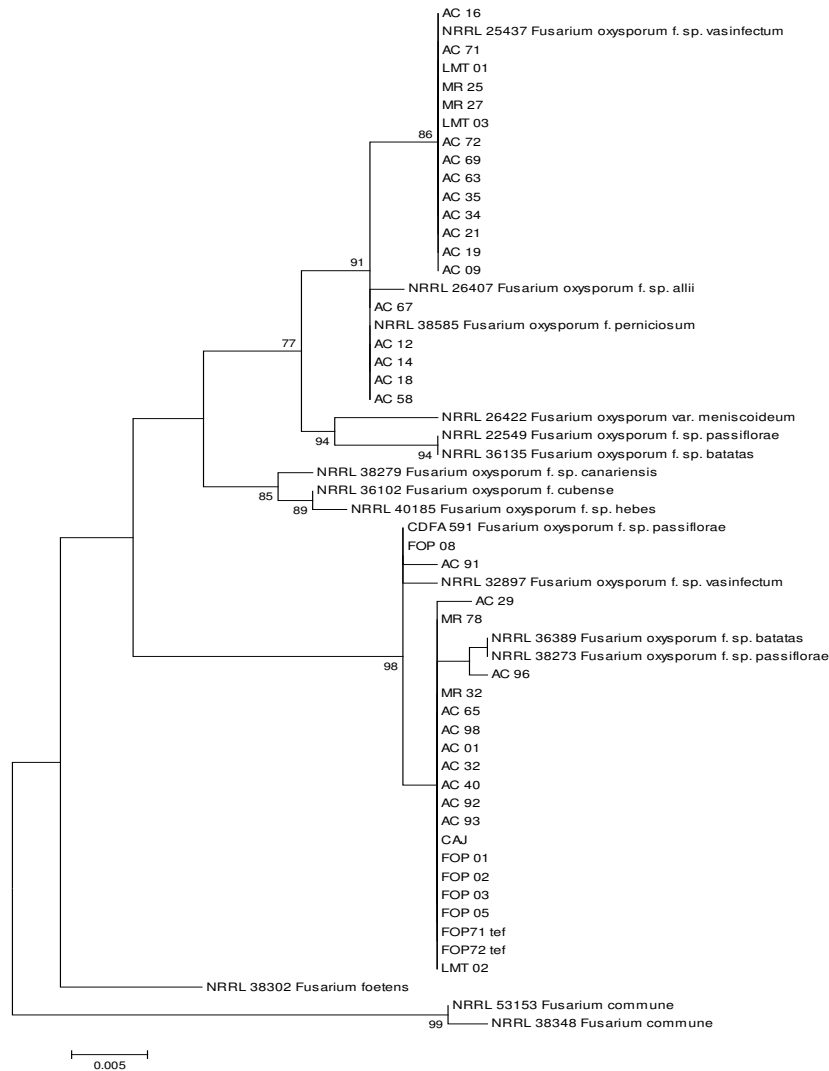 AC 16
NRRL 25437 Fusarium oxysporum f. sp. vasinfectum
AC 71
LMT 01
MR 25
MR 27
LMT 03
86
AC 72
AC 69
AC 63
AC 35
AC 34
AC 21
AC 19
91
AC 09
NRRL 26407 Fusarium oxysporum f. sp. allii
AC 67
NRRL 38585 Fusarium oxysporum f. perniciosum
77
AC 12
AC 14
AC 18
AC 58
NRRL 26422 Fusarium oxysporum var. meniscoideum
94
NRRL 22549 Fusarium oxysporum f. sp. passiflorae
94
NRRL 36135 Fusarium oxysporum f. sp. batatas
NRRL 38279 Fusarium oxysporum f. sp. canariensis
85
NRRL 36102 Fusarium oxysporum f. cubense
89
NRRL 40185 Fusarium oxysporum f. sp. hebes
CDFA 591 Fusarium oxysporum f. sp. passiflorae
FOP 08
AC 91
NRRL 32897 Fusarium oxysporum f. sp. vasinfectum
AC 29
MR 78
NRRL 36389 Fusarium oxysporum f. sp. batatas
NRRL 38273 Fusarium oxysporum f. sp. passiflorae
98
AC 96
MR 32
AC 65
AC 98
AC 01
AC 32
AC 40
AC 92
AC 93
CAJ
FOP 01
FOP 02
FOP 03
FOP 05
FOP71 tef
FOP72 tef
LMT 02
NRRL 38302 Fusarium foetens
NRRL 53153 Fusarium commune
99
NRRL 38348 Fusarium commune
0.005